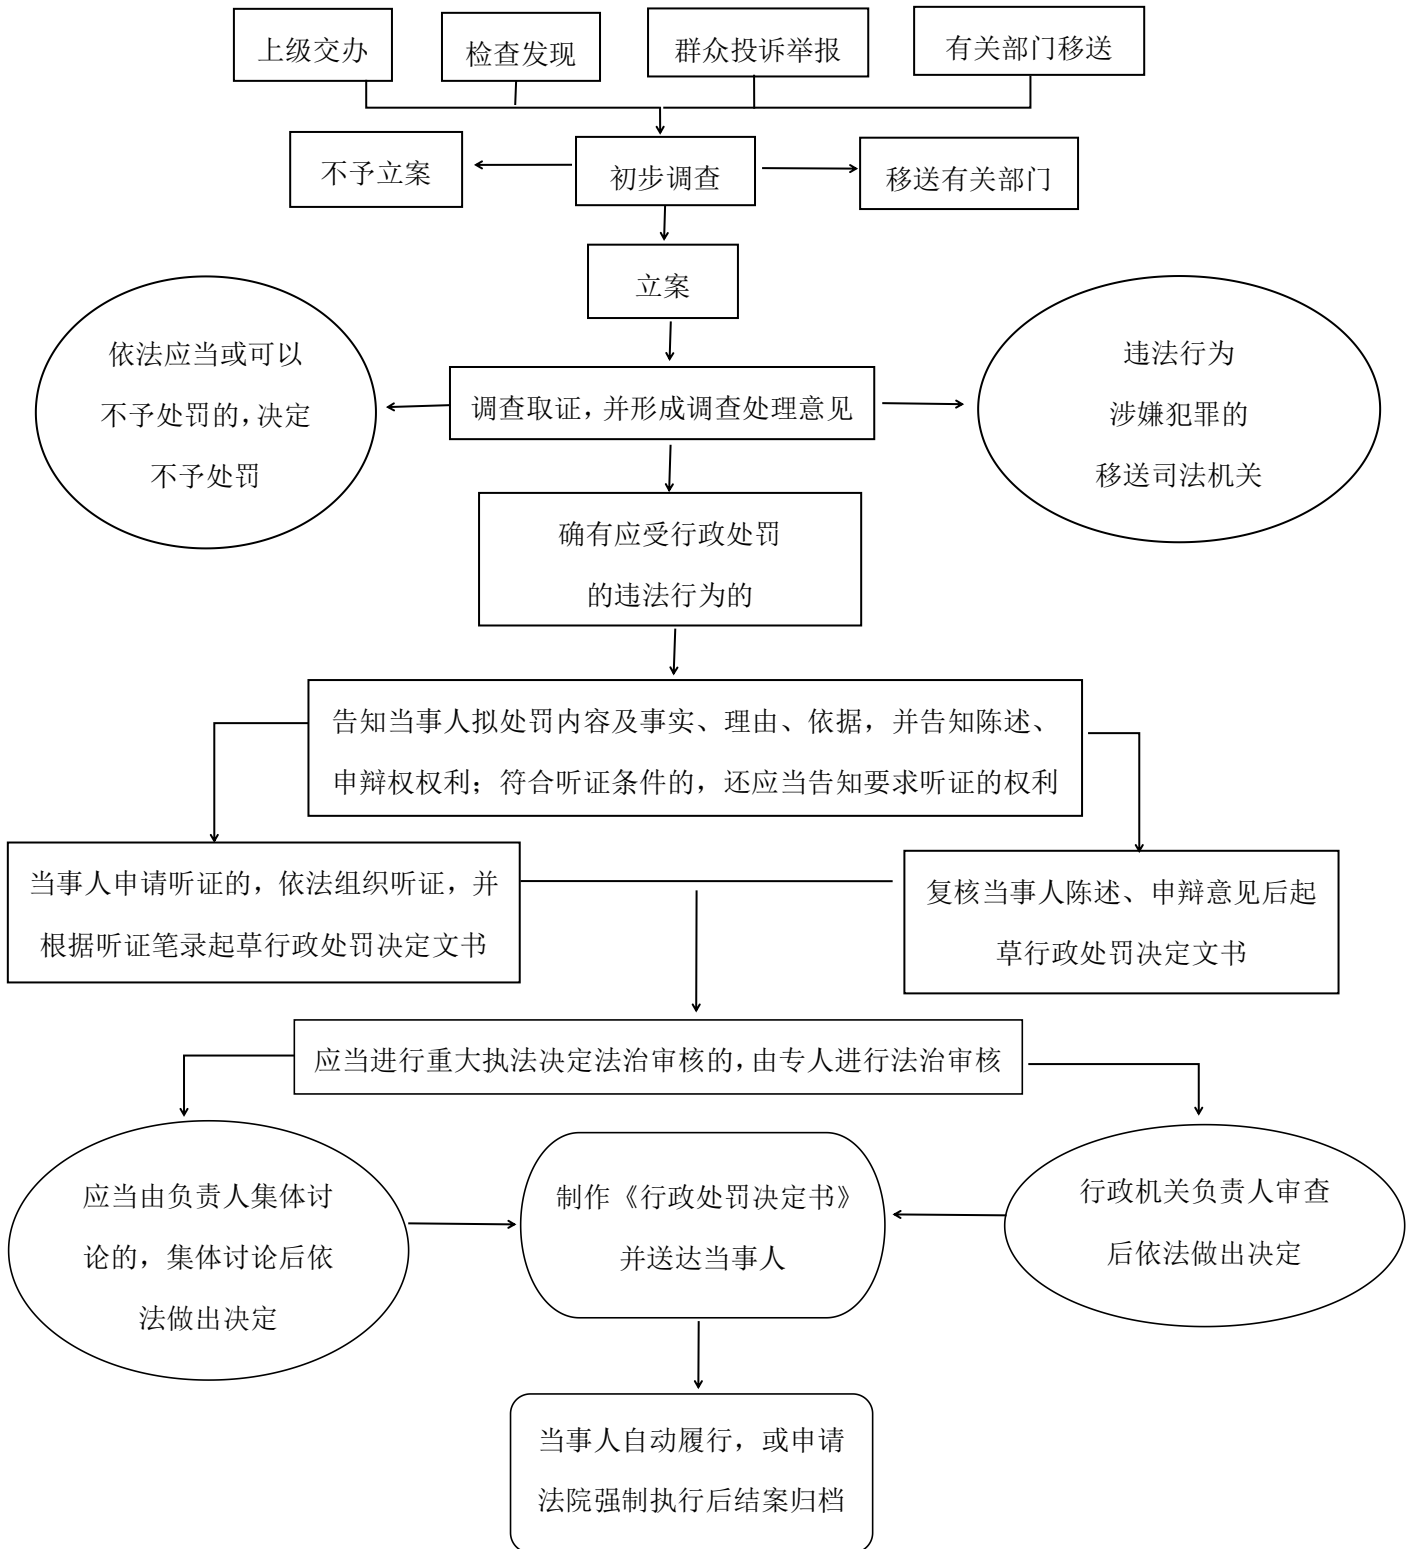 上级交办
检查发现
群众投诉举报
有关部门移送
不予立案
初步调查
移送有关部门
立案
依法应当或可以
不予处罚的,决定
不予处罚
调查取证,并形成调查处理意见
违法行为
涉嫌犯罪的
移送司法机关
确有应受行政处罚
的违法行为的
告知当事人拟处罚内容及事实、理由、依据，并告知陈述、
申辩权权利；符合听证条件的，还应当告知要求听证的权利
当事人申请听证的，依法组织听证，并
根据听证笔录起草行政处罚决定文书
复核当事人陈述、申辩意见后起
草行政处罚决定文书
应当进行重大执法决定法治审核的,由专人进行法治审核
应当由负责人集体讨
论的，集体讨论后依
法做出决定
制作《行政处罚决定书》
并送达当事人
行政机关负责人审查
后依法做出决定
当事人自动履行，或申请
法院强制执行后结案归档